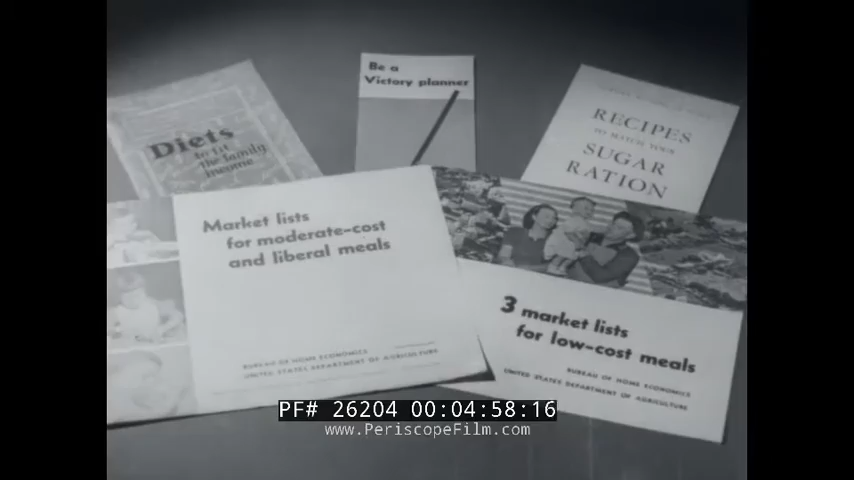 Be a
Victory planner
Diets
to fit
the family
income
RECIPES
TO MATCH YOUR
SUGAR
RATION
Market lists
for moderate-cost
and liberal meals
BUREAU OF HOME ECONOMICS
UNITED STATES DEPARTMENT OF AGRICULTURE
3 market lists
for low-cost meals
BUREAU OF HOME ECONOMICS
UNITED STATES DEPARTMENT OF AGRICULTURE
PF# 26204 00:04:58:16
www.PeriscopeFilm.com